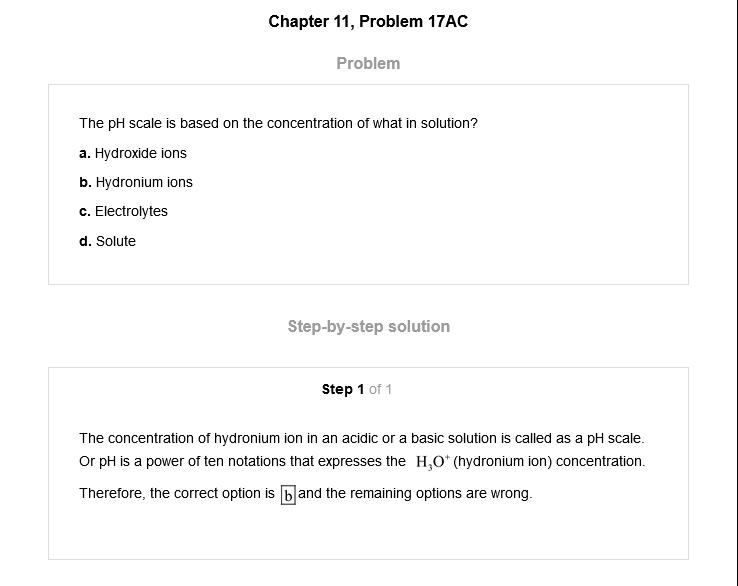 Chapter 11, Problem 17AC
Problem
The pH scale is based on the concentration of what in solution?
a. Hydroxide ions
b. Hydronium ions
c. Electrolytes
d. Solute
Step-by-step solution
Step 1 of 1
The concentration of hydronium ion in an acidic or a basic solution is called as a pH scale.
Or pH is a power of ten notations that expresses the H₃O⁺ (hydronium ion) concentration.
Therefore, the correct option is b and the remaining options are wrong.